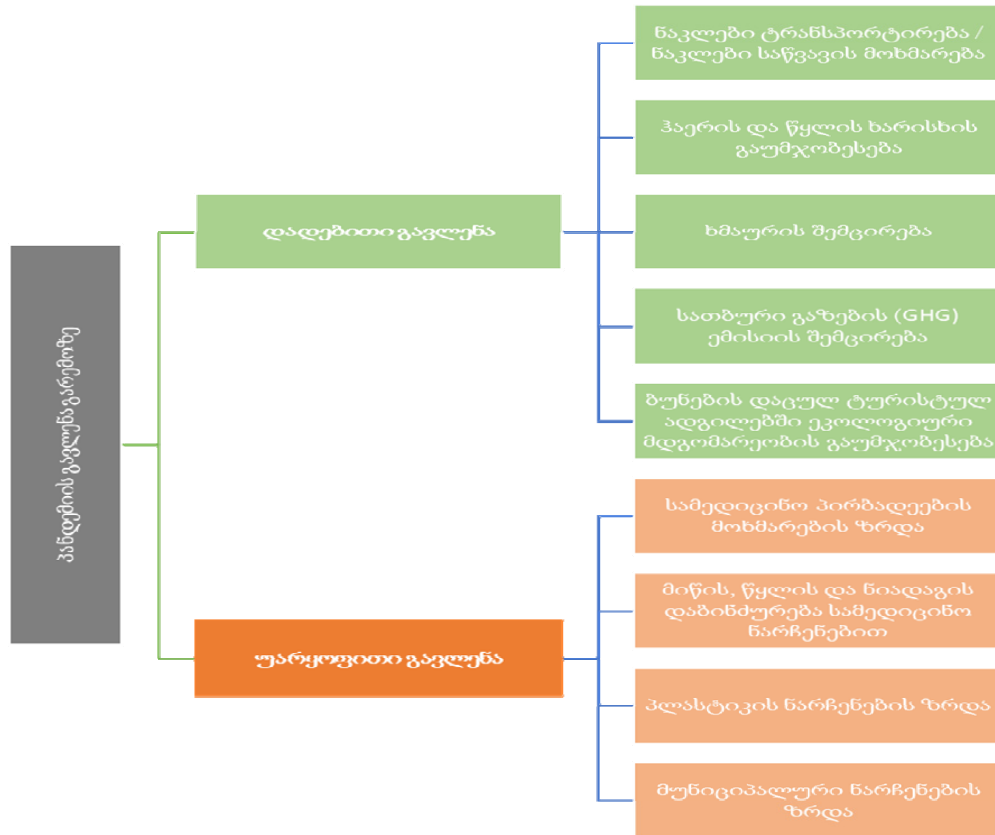 პანდემიის გავლენა გარემოზე
დადებითი გავლენა
ნაკლები ტრანსპორტირება /
ნაკლები საწვავის მოხმარება
ჰაერის და წყლის ხარისხის
გაუმჯობესება
ხმაურის შემცირება
სათბური გაზების (GHG)
ემისიის შემცირება
ბუნების დაცულ ტურისტულ
ადგილებში ეკოლოგიური
მდგომარეობის გაუმჯობესება
უარყოფითი გავლენა
სამედიცინო პირბადეების
მოხმარების ზრდა
მიწის, წყლის და ნიადაგის
დაბინძურება სამედიცინო
ნარჩენებით
პლასტიკის ნარჩენების ზრდა
მუნიციპალური ნარჩენების
ზრდა